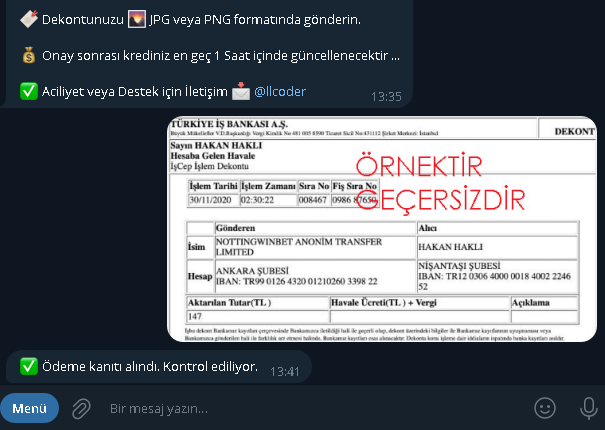 Dekontunuzu JPG veya PNG formatında gönderin.
Onay sonrası krediniz en geç 1 Saat içinde güncellenecektir ...
Aciliyet veya Destek için İletişim @llcoder
13:35
TÜRKİYE İŞ BANKASI A.Ş.
Büyük Mükellefler V.D.Başkanlığı Vergi Kimlik No 481 005 8590 Ticaret Sicil No:431112 Şirket Merkezi: İstanbul
DEKONT
Sayın HAKAN HAKLI
Hesaba Gelen Havale
İşCep İşlem Dekontu
ÖRNEKTİR
GEÇERSİZDİR
İşlem Tarihi İşlem Zamanı Sıra No Fiş Sıra No
30/11/2020 02:30:22 008467 0986 87650
Gönderen Alıcı
İsim NOTTINGWINBET ANONİM TRANSFER LIMITED HAKAN HAKLI
Hesap ANKARA ŞUBESİ NİŞANTAŞI ŞUBESİ
IBAN: TR99 0126 4320 01210260 3398 22 IBAN: TR12 0306 4000 0018 4002 2246 52
Aktarılan Tutar(TL ) Havale Ücreti(TL ) + Vergi Açıklama
147
Ödeme kanıtı alındı. Kontrol ediliyor.
13:41
Menü Bir mesaj yazın...